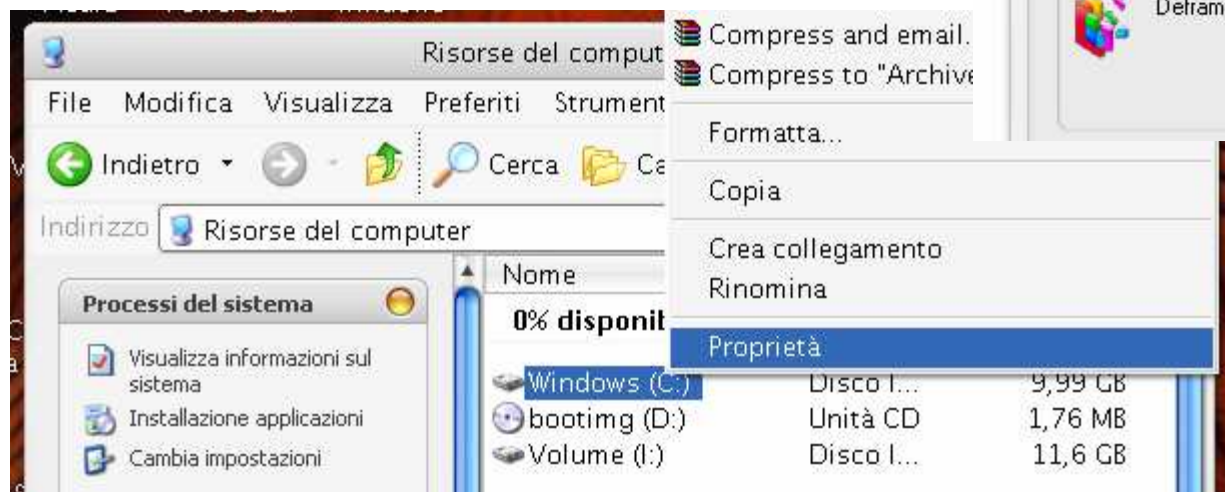 Risorse del comput
File Modifica Visualizza Preferiti Strument
Indietro Cerca Ca
Indirizzo Risorse del computer
Processi del sistema
Visualizza informazioni sul
sistema
Installazione applicazioni
Cambia impostazioni
Nome
0% disponib
Windows (C:) Disco l... 9,99 GB
bootimg (D:) Unità CD 1,76 MB
Volume (I:) Disco l... 11,6 GB
Compress and email.
Compress to "Archive
Formatta...
Copia
Crea collegamento
Rinomina
Proprietà
Defram